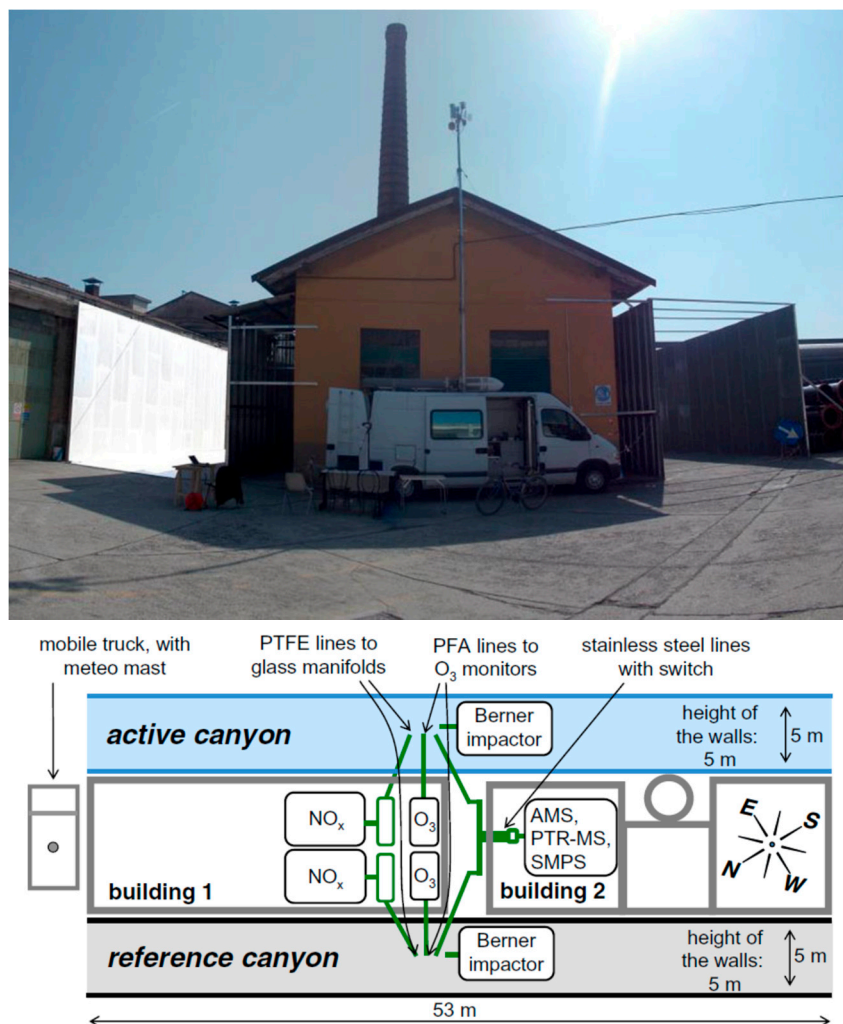 mobile truck, with
meteo mast
PTFE lines to
glass manifolds
PFA lines to
O₃ monitors
stainless steel lines
with switch
active canyon
Berner
impactor
height of
the walls:
5 m
5 m
NOₓ
O₃
AMS,
PTR-MS,
SMPS
E
S
N
W
NOₓ
O₃
building 1
building 2
reference canyon
Berner
impactor
height of
the walls:
5 m
5 m
53 m